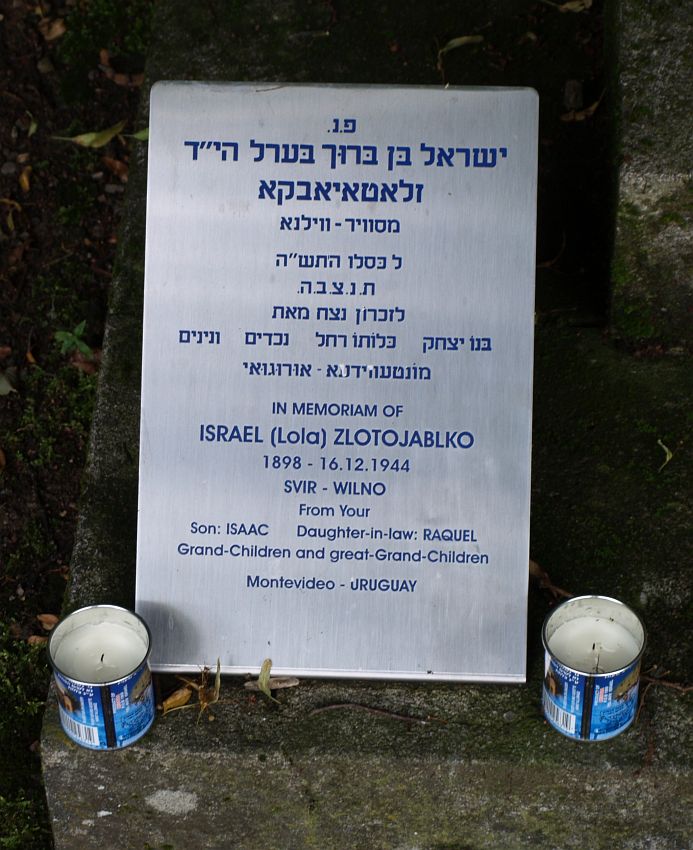 פ.נ.
ישראל בן ברוך בערל הי״ד
זלאטאיאבקא
מסוויר - ווילנא
ל כסלו התש״ה
ת.נ.צ.ב.ה.
לזכרון נצח מאת
בנו יצחק כלותו רחל נכדים ונינים
מונטעווידעא - אורוגוואי
IN MEMORIAM OF
ISRAEL (Lola) ZLOTOJABLKO
1898 - 16.12.1944
SVIR - WILNO
From Your
Son: ISAAC Daughter-in-law: RAQUEL
Grand-Children and great-Grand-Children
Montevideo - URUGUAY